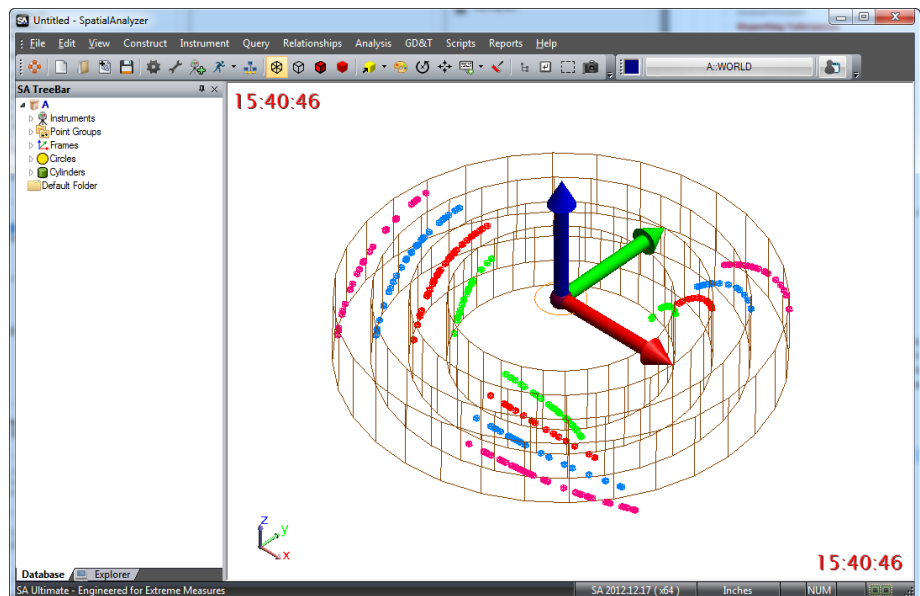 SA Untitled - SpatialAnalyzer
File Edit View Construct Instrument Query Relationships Analysis GD&T Scripts Reports Help
A::WORLD
SA TreeBar
A
Instruments
Point Groups
Frames
Circles
Cylinders
Default Folder
15:40:46
z
y
x
15:40:46
Database Explorer
SA Ultimate - Engineered for Extreme Measures
SA 2012.12.17 ( x64 ) Inches NUM